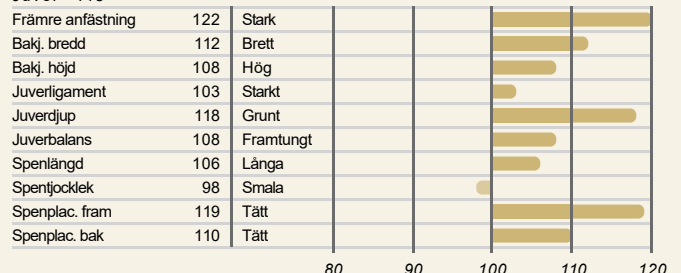 Främre anfästning 122 Stark
Bakj. bredd 112 Brett
Bakj. höjd 108 Hög
Juverligament 103 Starkt
Juverdjup 118 Grunt
Juverbalans 108 Framtungt
Spenlängd 106 Långa
Spentjocklek 98 Smala
Spenplac. fram 119 Tätt
Spenplac. bak 110 Tätt
80 90 100 110 120